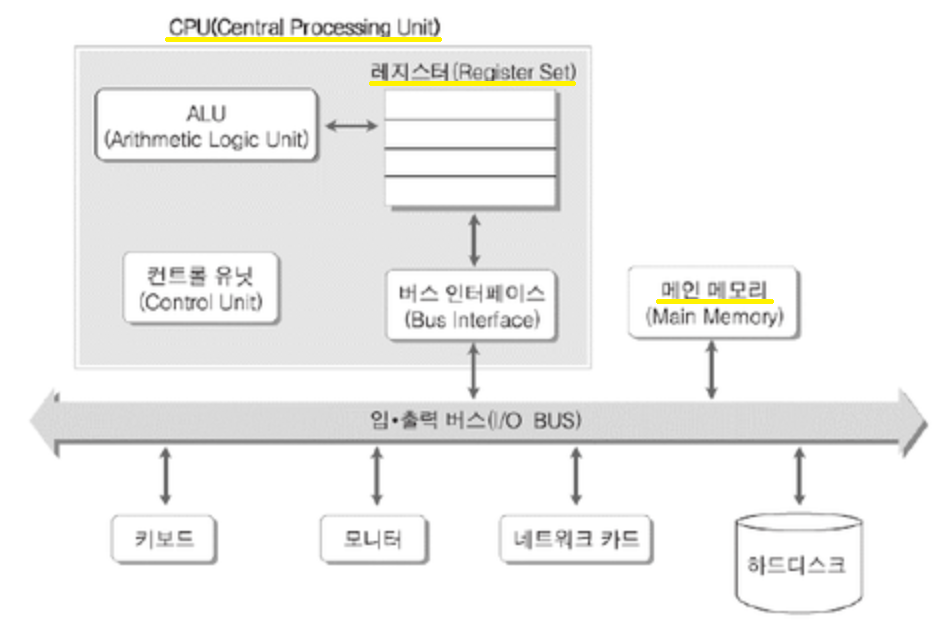 CPU(Central Processing Unit)
레지스터(Register Set)
ALU
(Arithmetic Logic Unit)
컨트롤 유닛
(Control Unit)
버스 인터페이스
(Bus Interface)
메인 메모리
(Main Memory)
입•출력 버스(I/O BUS)
키보드
모니터
네트워크 카드
하드디스크